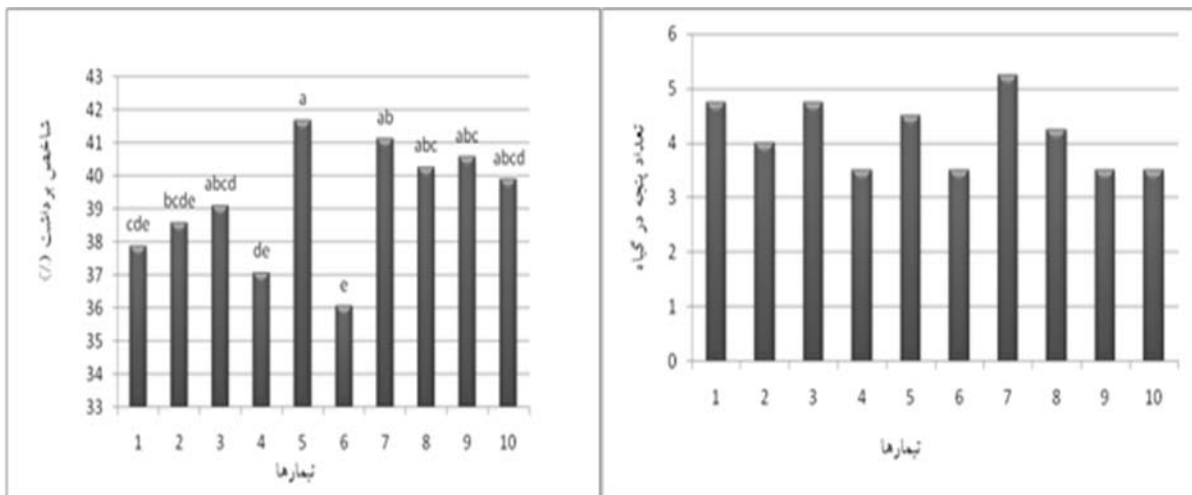 شاخص برداشت (٪)
43
42
41
40
39
38
37
36
35
34
33
cde
bcde
abcd
de
a
e
ab
abc
abc
abcd
1 2 3 4 5 6 7 8 9 10
تیمارها
تعداد پنجه در گیاه
6
5
4
3
2
1
0
1 2 3 4 5 6 7 8 9 10
تیمارها